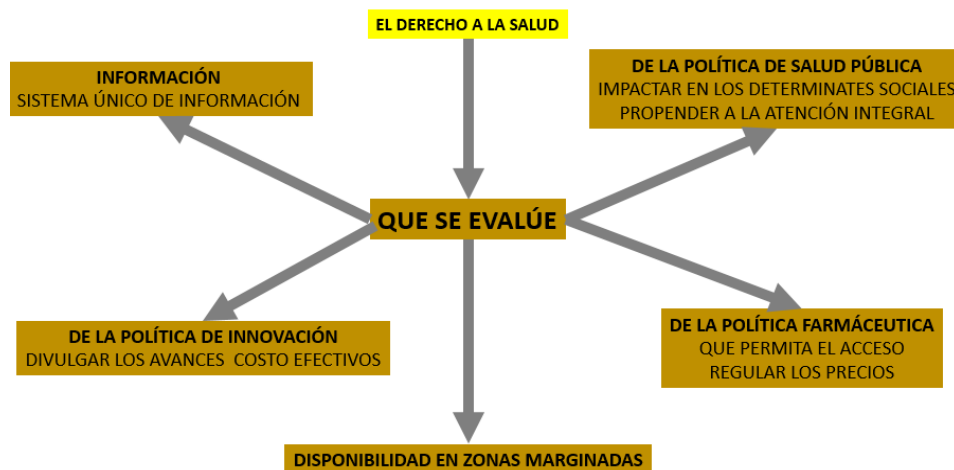 EL DERECHO A LA SALUD
INFORMACIÓN
SISTEMA ÚNICO DE INFORMACIÓN
DE LA POLÍTICA DE SALUD PÚBLICA
IMPACTAR EN LOS DETERMINATES SOCIALES
PROPENDER A LA ATENCIÓN INTEGRAL
QUE SE EVALÚE
DE LA POLÍTICA DE INNOVACIÓN
DIVULGAR LOS AVANCES COSTO EFECTIVOS
DE LA POLÍTICA FARMÁCEUTICA
QUE PERMITA EL ACCESO
REGULAR LOS PRECIOS
DISPONIBILIDAD EN ZONAS MARGINADAS